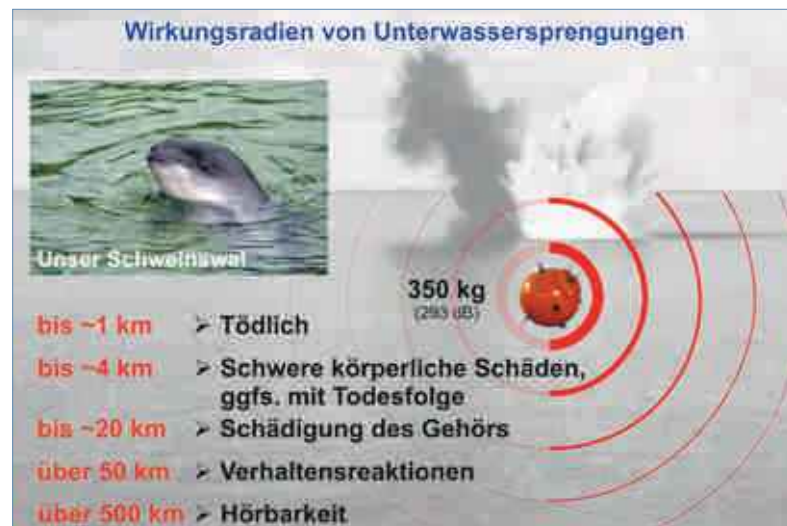 Wirkungsradien von Unterwassersprengungen
Unser Schweinswal
350 kg
(293 dB)
bis ~1 km ➢ Tödlich
bis ~4 km ➢ Schwere körperliche Schäden,
ggfs. mit Todesfolge
bis ~20 km ➢ Schädigung des Gehörs
über 50 km ➢ Verhaltensreaktionen
über 500 km ➢ Hörbarkeit